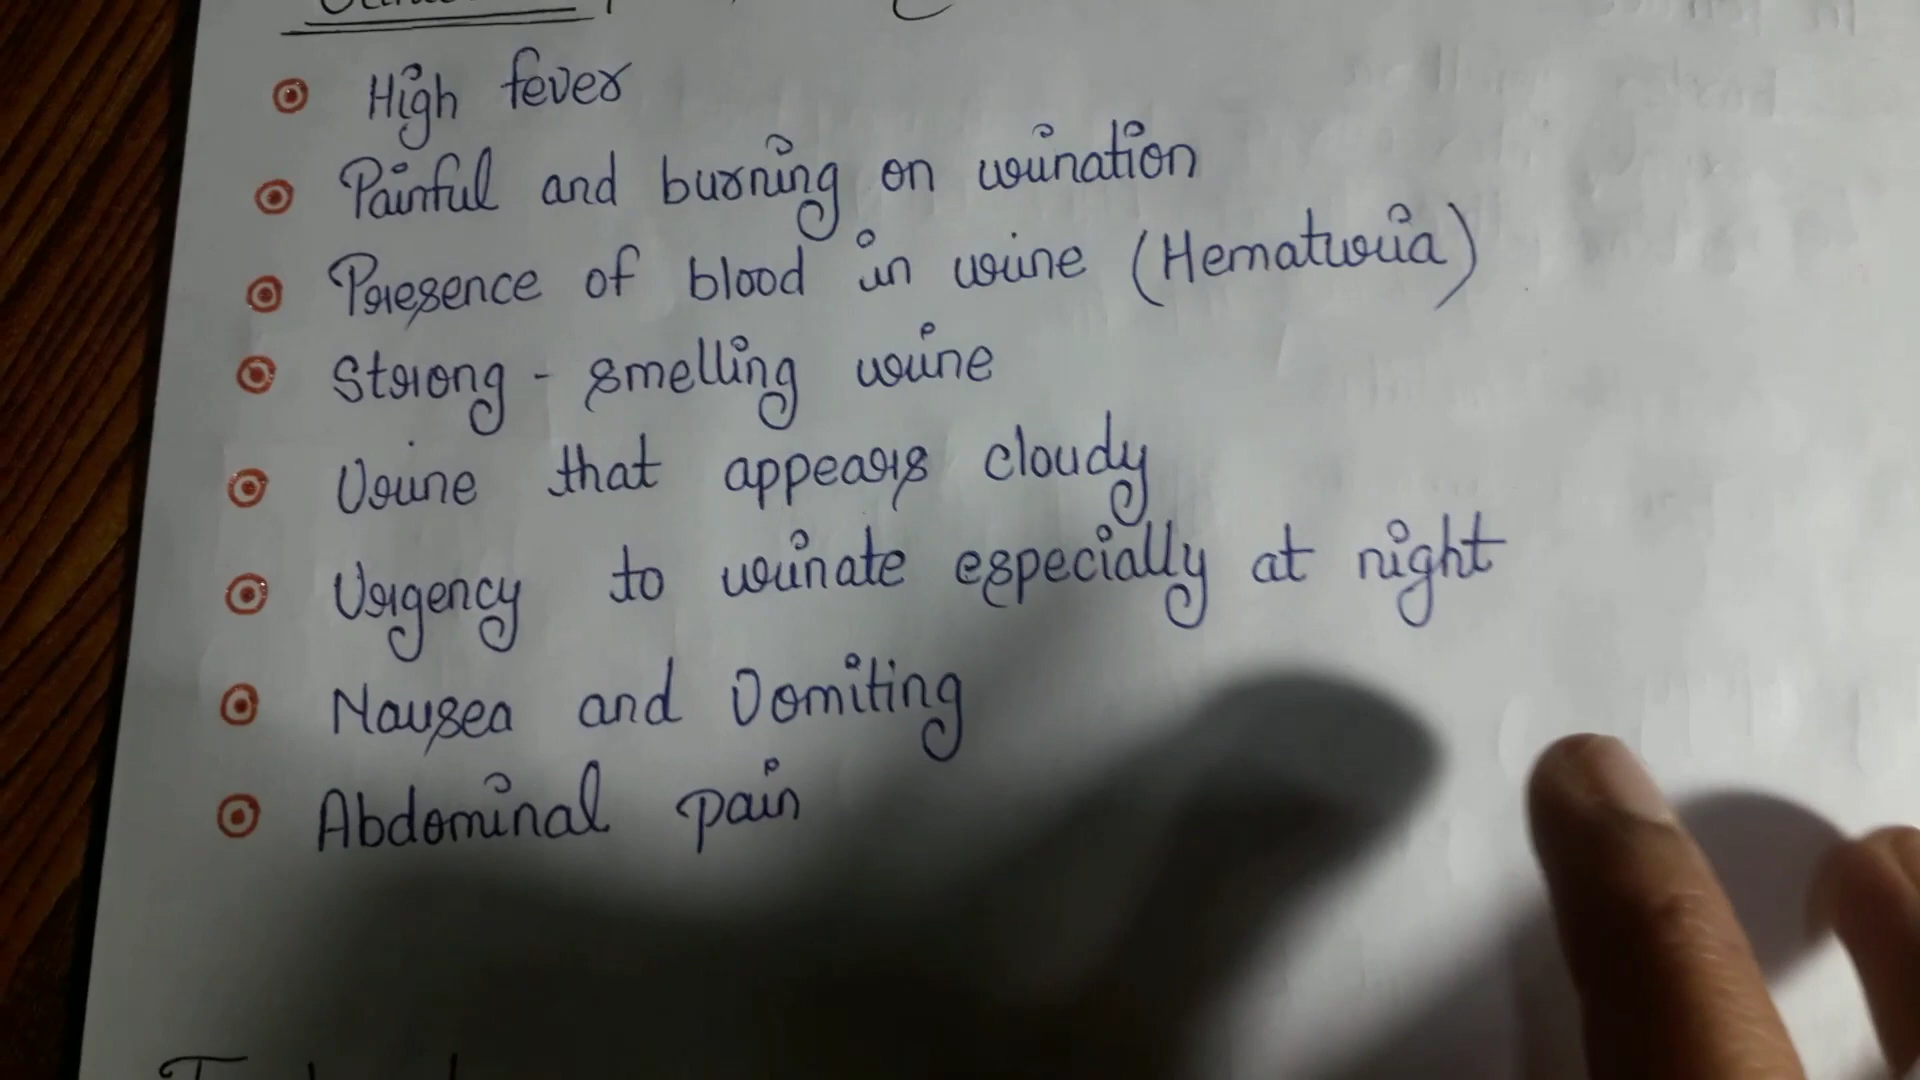 High fever
Painful and burning on urination
Presence of blood in urine (Hematuria)
Strong - smelling urine
Urine that appears cloudy
Urgency to urinate especially at night
Nausea and Vomiting
Abdominal pain